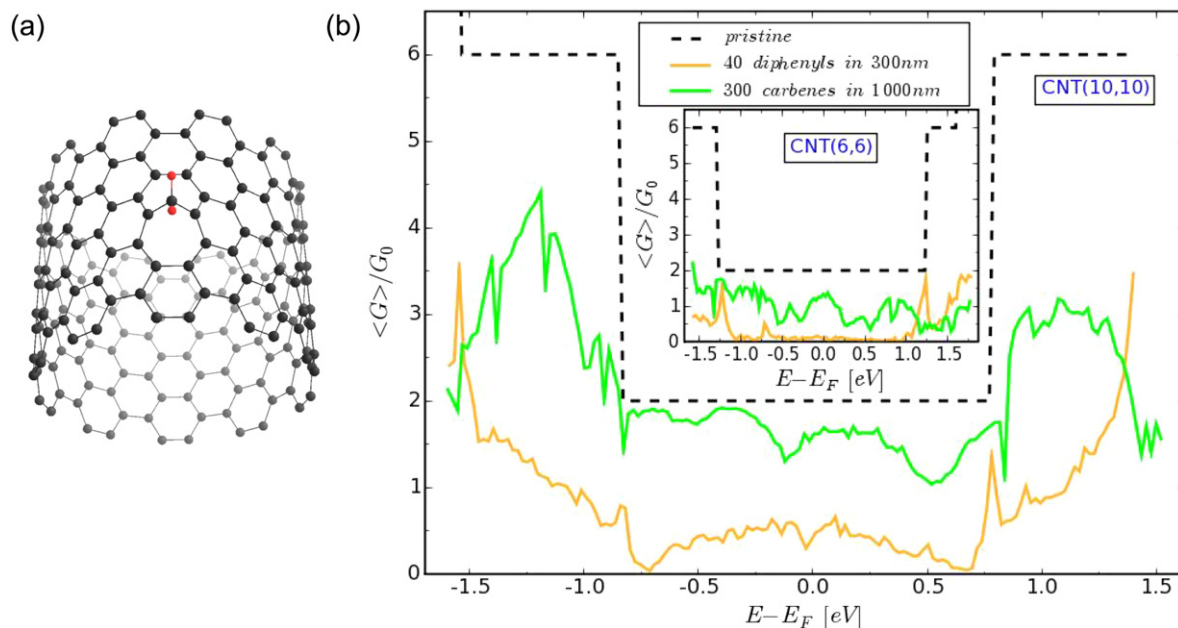 (a)
(b)
<G>/G0
6
5
4
3
2
1
0
-1.5
-1.0
-0.5
0.0
0.5
1.0
1.5
E−EF [eV]
pristine
40 diphenyls in 300nm
300 carbenes in 1000nm
CNT(10,10)
CNT(6,6)
<G>/G0
6
5
4
3
2
1
0
-1.6
-1.0
-0.5
0.0
0.5
1.2
1.6
E−EF [eV]